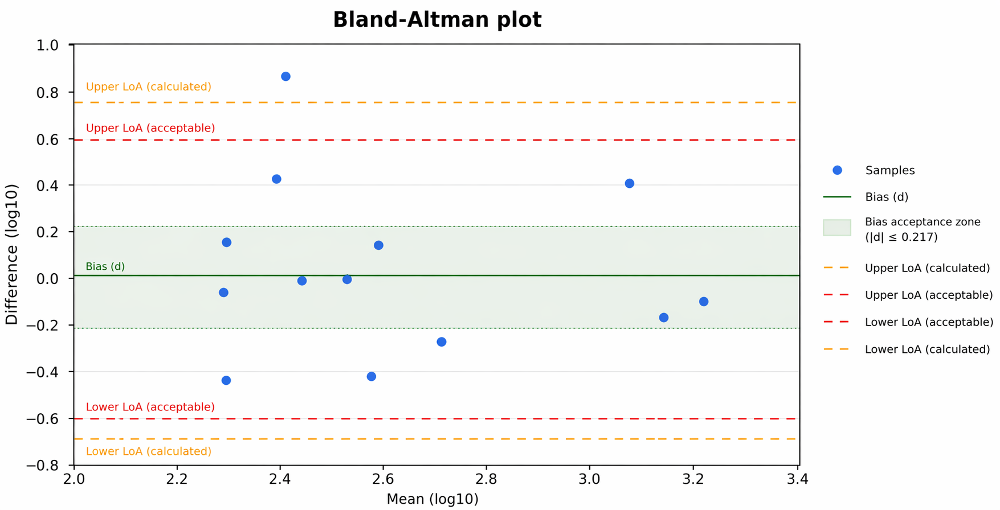 Bland-Altman plot
Difference (log10)
1.0
0.8
0.6
0.4
0.2
0.0
−0.2
−0.4
−0.6
−0.8
Upper LoA (calculated)
Upper LoA (acceptable)
Bias (d)
Lower LoA (acceptable)
Lower LoA (calculated)
2.0 2.2 2.4 2.6 2.8 3.0 3.2 3.4
Mean (log10)
Samples
Bias (d)
Bias acceptance zone
(|d| ≤ 0.217)
Upper LoA (calculated)
Upper LoA (acceptable)
Lower LoA (acceptable)
Lower LoA (calculated)